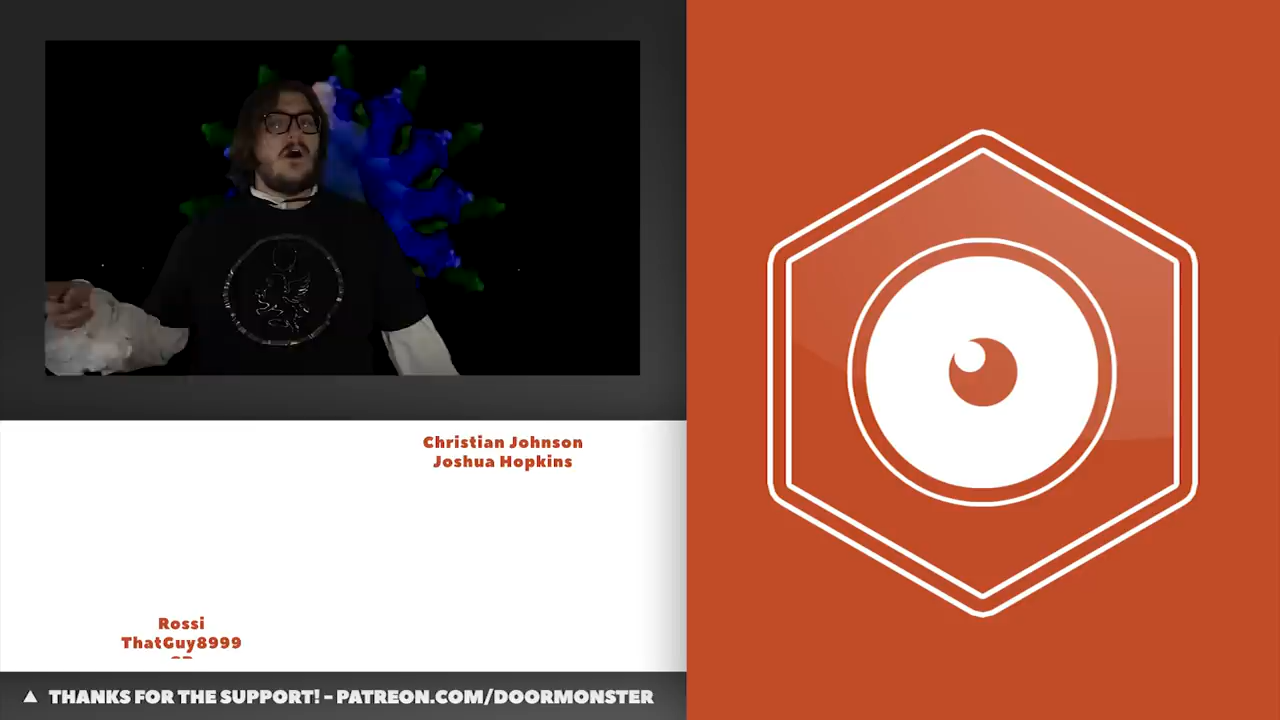 Christian Johnson
Joshua Hopkins
Rossi
ThatGuy8999
▲ THANKS FOR THE SUPPORT! - PATREON.COM/DOORMONSTER